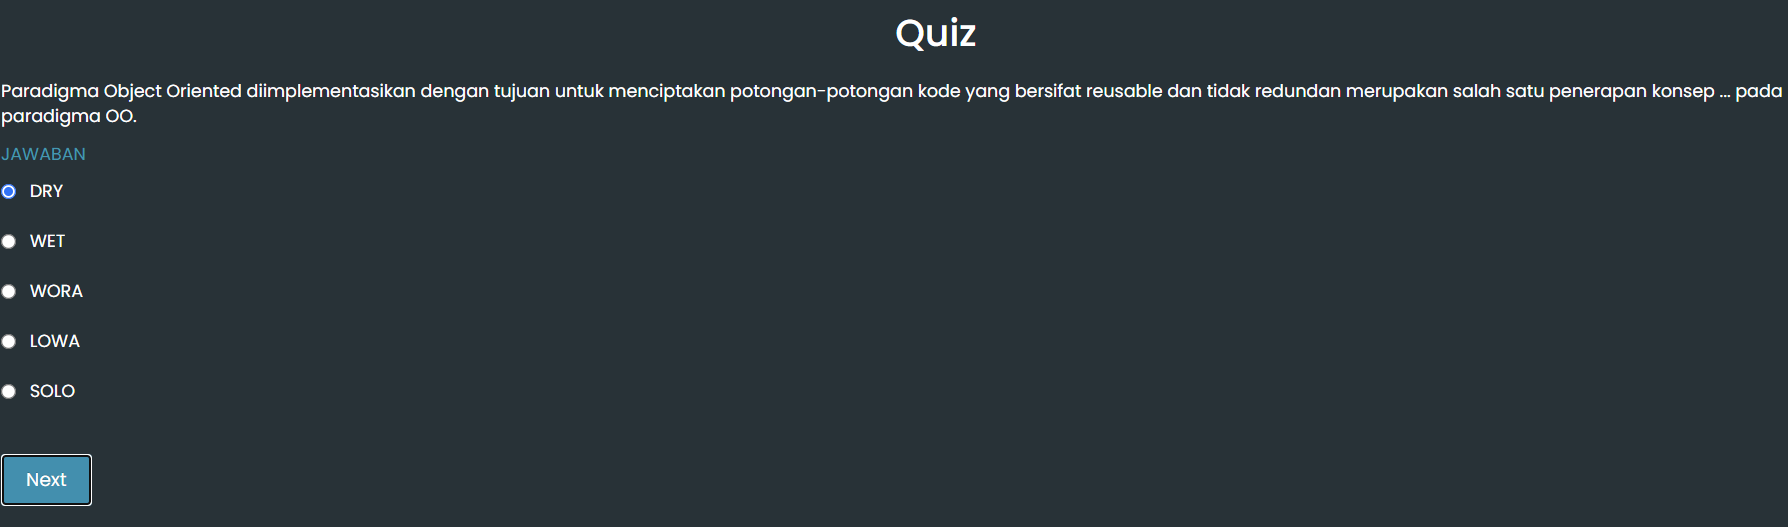 Quiz
Paradigma Object Oriented diimplementasikan dengan tujuan untuk menciptakan potongan-potongan kode yang bersifat reusable dan tidak redundan merupakan salah satu penerapan konsep ... pada
paradigma OO.
JAWABAN
DRY
WET
WORA
LOWA
SOLO
Next